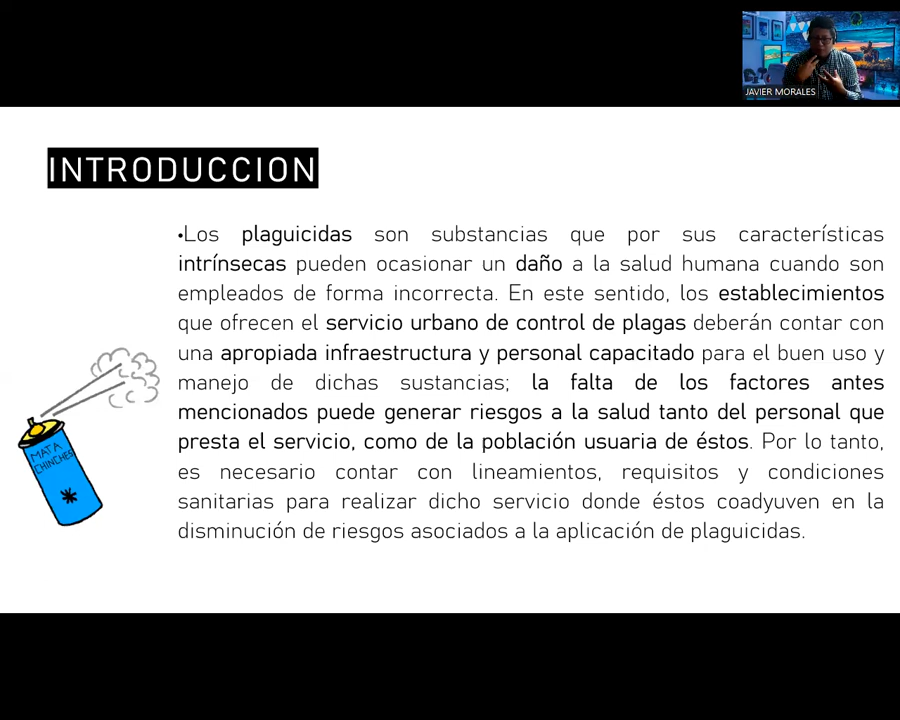 JAVIER MORALES
INTRODUCCION
•Los plaguicidas son substancias que por sus características
intrínsecas pueden ocasionar un daño a la salud humana cuando son
empleados de forma incorrecta. En este sentido, los establecimientos
que ofrecen el servicio urbano de control de plagas deberán contar con
una apropiada infraestructura y personal capacitado para el buen uso y
manejo de dichas sustancias; la falta de los factores antes
mencionados puede generar riesgos a la salud tanto del personal que
presta el servicio, como de la población usuaria de éstos. Por lo tanto,
es necesario contar con lineamientos, requisitos y condiciones
sanitarias para realizar dicho servicio donde éstos coadyuven en la
disminución de riesgos asociados a la aplicación de plaguicidas.
MATA
CHINCHES